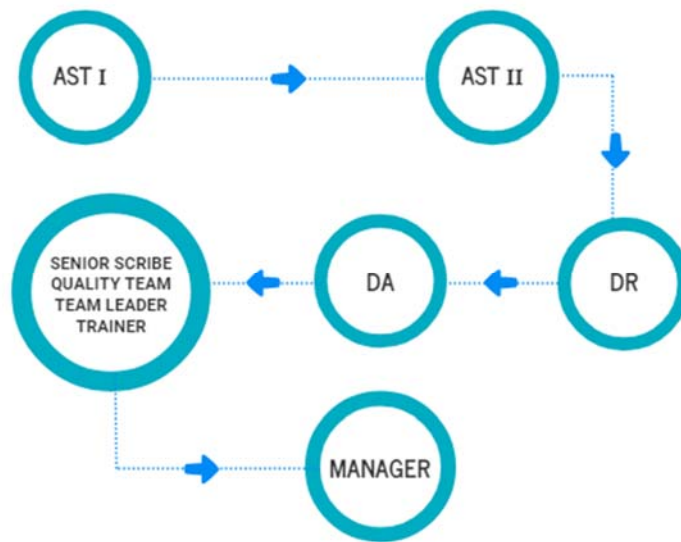 AST I
AST II
DR
DA
SENIOR SCRIBE
QUALITY TEAM
TEAM LEADER
TRAINER
MANAGER